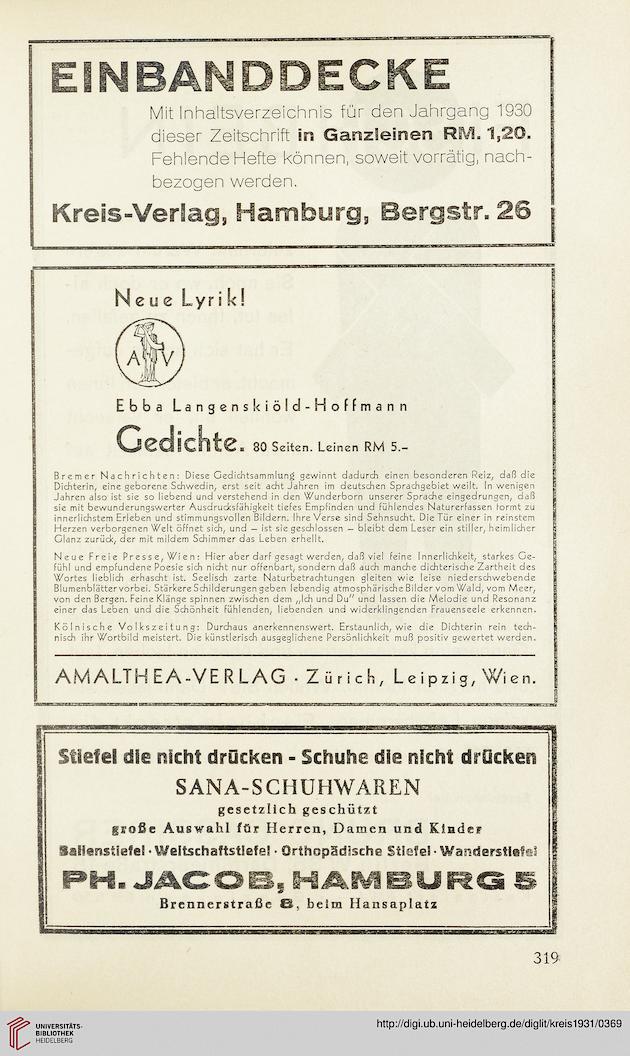 EINBANDDECKE
Mit Inhaltsverzeichnis für den Jahrgang 1930
dieser Zeitschrift in Ganzleinen RM. 1,20.
Fehlende Hefte können, soweit vorrätig, nach-
bezogen werden.
Kreis-Verlag, Hamburg, Bergstr. 26
Neue Lyrik!
A V
Ebba Langenskiöld-Hoffmann
Gedichte. 80 Seiten. Leinen RM 5.–
Bremer Nachrichten: Diese Gedichtsammlung gewinnt dadurch einen besonderen Reiz, daß die
Dichterin, eine geborene Schwedin, erst seit acht Jahren im deutschen Sprachgebiet weilt. In wenigen
Jahren also ist sie so liebend und verstehend in den Wunderborn unserer Sprache eingedrungen, daß
sie mit bewunderungswerter Ausdrucksfähigkeit tiefes Empfinden und fühlendes Naturerfassen formt zu
innerlichstem Erleben und stimmungsvollen Bildern. Ihre Verse sind Sehnsucht. Die Tür einer in reinstem
Herzen verborgenen Welt öffnet sich, und – ist sie geschlossen – bleibt dem Leser ein stiller, heimlicher
Glanz zurück, der mit mildem Schimmer das Leben erhellt.
Neue Freie Presse, Wien: Hier aber darf gesagt werden, daß viel feine Innerlichkeit, starkes Ge-
fühl und empfundene Poesie sich nicht nur offenbart, sondern daß auch manche dichterische Zartheit des
Wortes lieblich erhascht ist. Seelisch zarte Naturbetrachtungen gleiten wie leise niederschwebende
Blumenblätter vorbei. Stärkere Schilderungen geben lebendig atmosphärische Bilder vom Wald, vom Meer,
von den Bergen. Feine Klänge spinnen zwischen dem „Ich und Du" und lassen die Melodie und Resonanz
einer das Leben und die Schönheit fühlenden, liebenden und widerklingenden Frauenseele erkennen.
Kölnische Volkszeitung: Durchaus anerkennenswert. Erstaunlich, wie die Dichterin rein tech-
nisch ihr Wortbild meistert. Die künstlerisch ausgeglichene Persönlichkeit muß positiv gewertet werden.
AMALTHEA-VERLAG · Zürich, Leipzig, Wien.
Stiefel die nicht drücken - Schuhe die nicht drücken
SANA-SCHUHWAREN
gesetzlich geschützt
große Auswahl für Herren, Damen und Kinder
Ballenstiefel · Weitschaftstiefel · Orthopädische Stiefel · Wanderstiefel
PH. JACOB, HAMBURG 5
Brennerstraße 8, beim Hansaplatz
319
UNIVERSITÄTS-
BIBLIOTHEK
HEIDELBERG
http://digi.ub.uni-heidelberg.de/diglit/kreis1931/0369